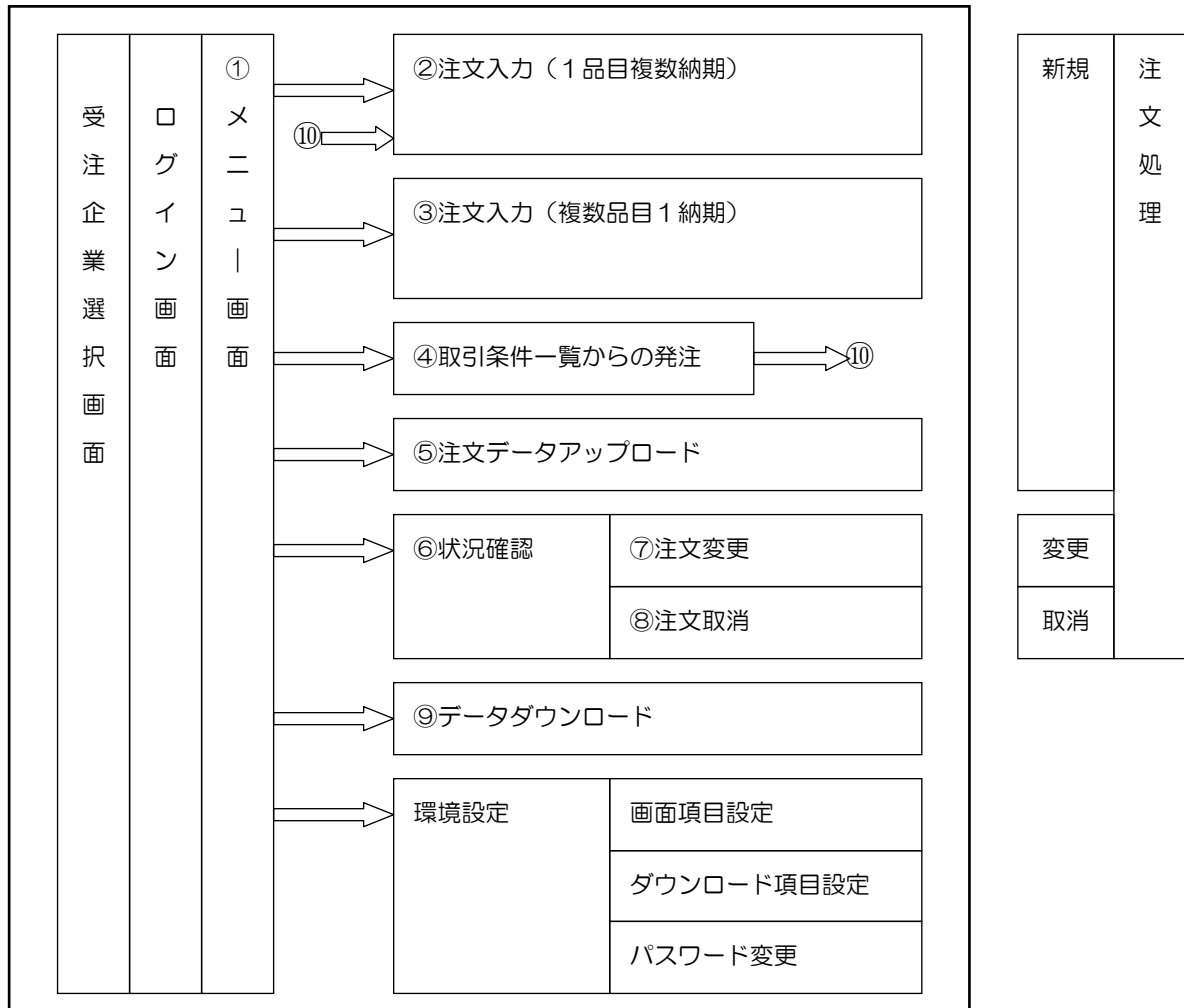 受注企業選択画面
ログイン画面
①メニュー画面
②注文入力（１品目複数納期）
⑩
③注文入力（複数品目１納期）
④取引条件一覧からの発注
⑩
⑤注文データアップロード
⑥状況確認
⑦注文変更
⑧注文取消
⑨データダウンロード
環境設定
画面項目設定
ダウンロード項目設定
パスワード変更
新規
変更
取消
注文処理